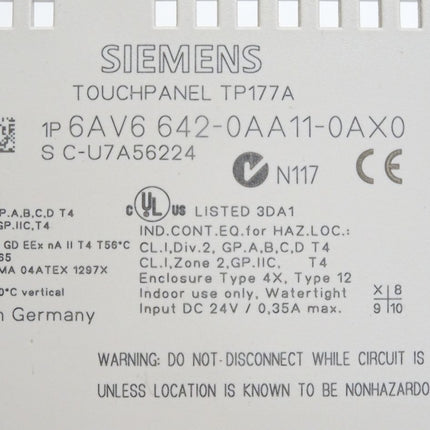 SIEMENS
TOUCHPANEL TP177A
1P 6AV6 642-0AA11-0AX0
S C-U7A56224
N117 CE
c UL US LISTED 3DA1
P.A,B,C,D T4
IND.CONT.EQ.for HAZ.LOC.:
GP.IIC,T4
CL.I,Div.2, GP.A,B,C,D T4
GD EEx nA II T4 T56°C
CL.I,Zone 2,GP.IIC, T4
65
Enclosure Type 4X, Type 12
MA 04ATEX 1297X
Indoor use only, Watertight
X 8
0°C vertical
Input DC 24V / 0,35A max.
9 10
n Germany
WARNING: DO NOT DISCONNECT WHILE CIRCUIT IS
UNLESS LOCATION IS KNOWN TO BE NONHAZARDO